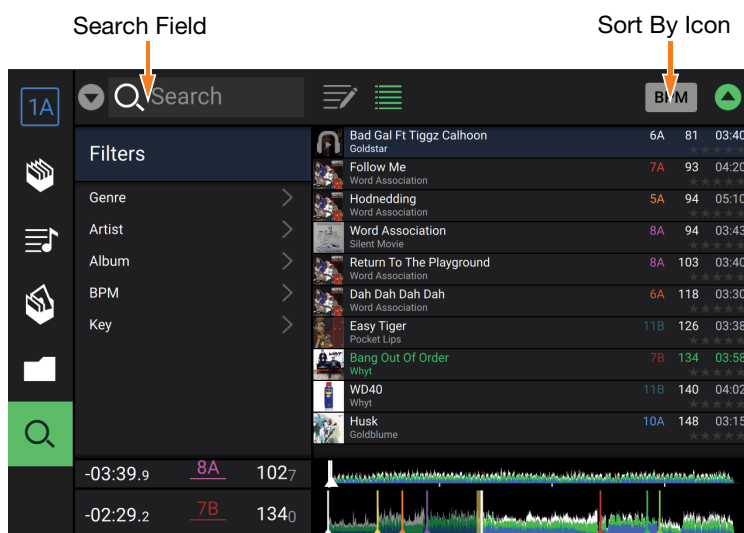 Search Field
Sort By Icon
1A
Search
BPM
Filters
Genre
Artist
Album
BPM
Key
Bad Gal Ft Tiggz Calhoon 6A 81 03:40
Goldstar
Follow Me 7A 93 04:20
Word Association
Hodnedding 5A 94 05:10
Word Association
Word Association 8A 94 03:43
Silent Movie
Return To The Playground 8A 103 03:40
Word Association
Dah Dah Dah Dah 6A 118 03:30
Word Association
Easy Tiger 11B 126 03:38
Pocket Lips
Bang Out Of Order 7B 134 03:58
Whyt
WD40 11B 140 04:02
Whyt
Husk 10A 148 03:15
Goldblume
-03:39.9 8A 1027
-02:29.2 7B 1340